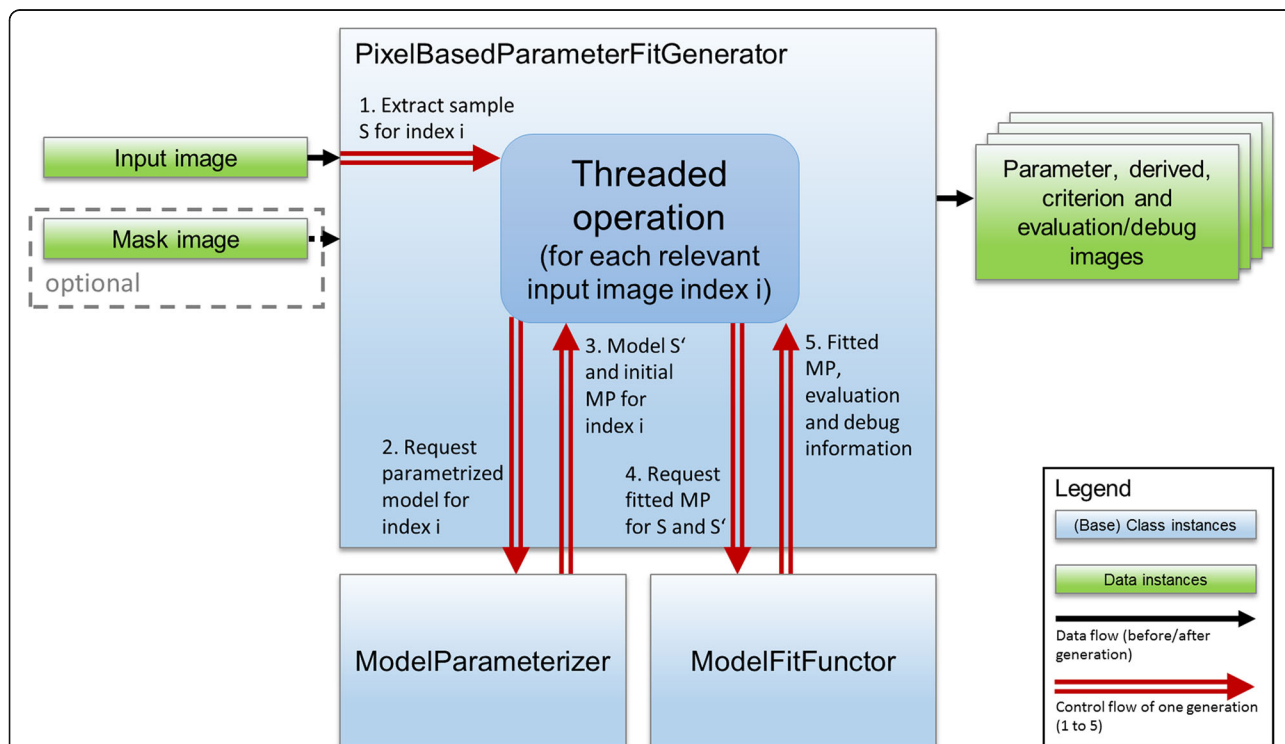 PixelBasedParameterFitGenerator
1. Extract sample
S for index i
Input image
Mask image
optional
Threaded
operation
(for each relevant
input image index i)
Parameter, derived,
criterion and
evaluation/debug
images
2. Request
parametrized
model for
index i
3. Model S‘
and initial
MP for
index i
4. Request
fitted MP
for S and S‘
5. Fitted
MP,
evaluation
and debug
information
ModelParameterizer
ModelFitFunctor
Legend
(Base) Class instances
Data instances
Data flow (before/after
generation)
Control flow of one generation
(1 to 5)